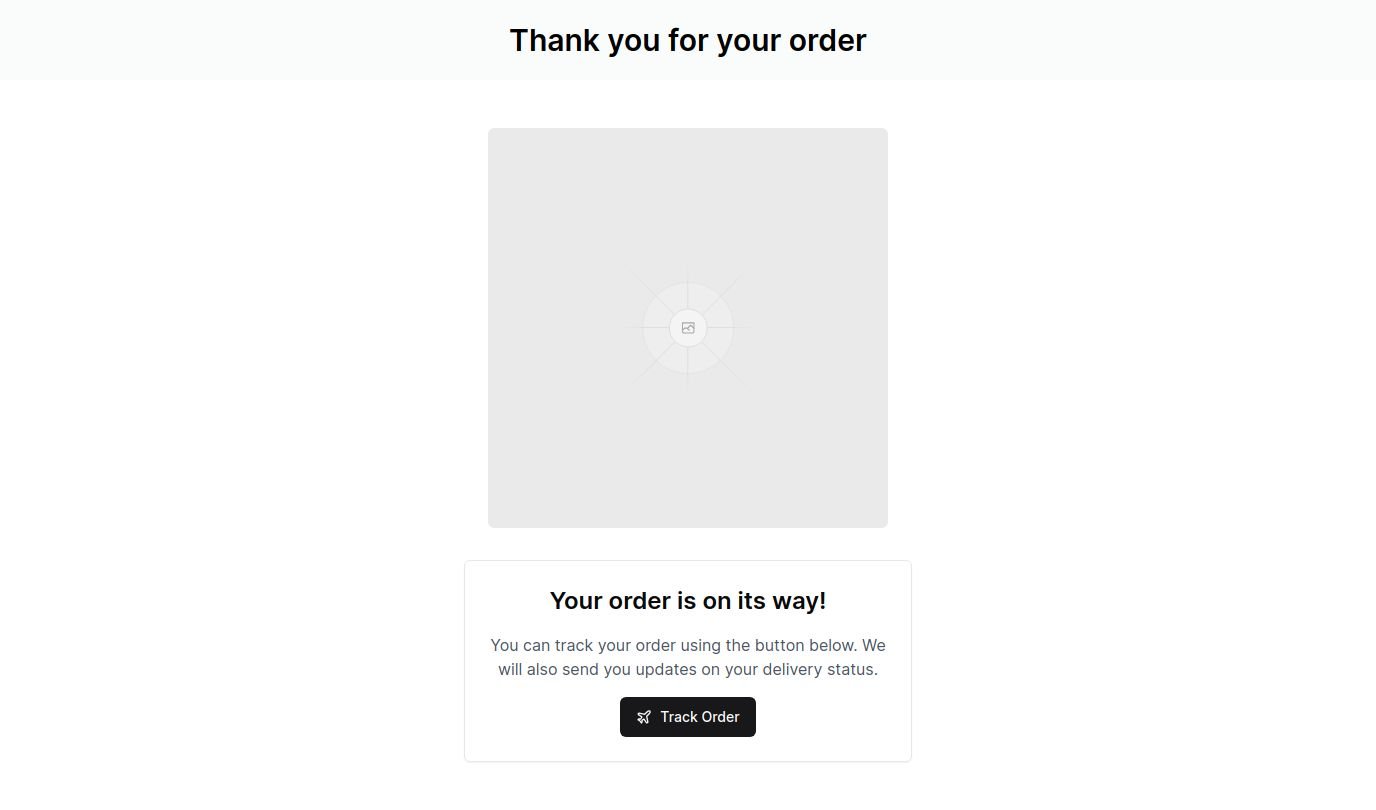 Thank you for your order
Your order is on its way!
You can track your order using the button below. We
will also send you updates on your delivery status.
Track Order